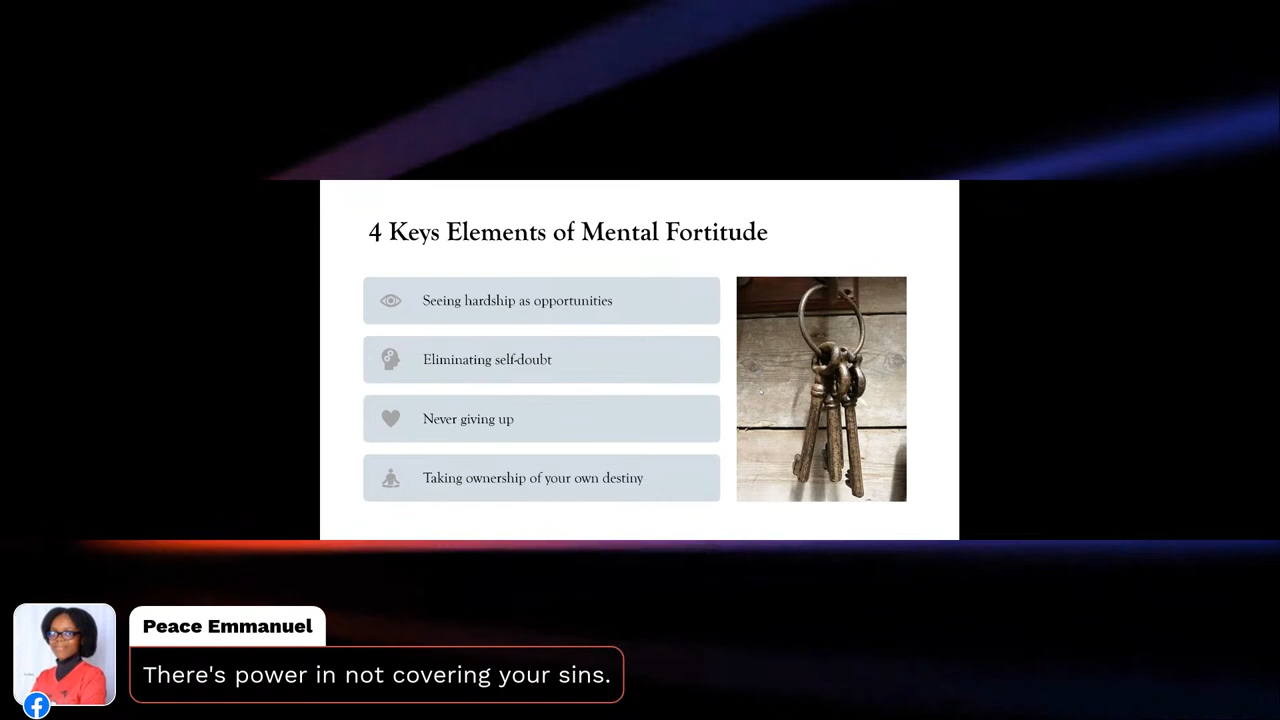 4 Keys Elements of Mental Fortitude
Seeing hardship as opportunities
Eliminating self-doubt
Never giving up
Taking ownership of your own destiny
Peace Emmanuel
There's power in not covering your sins.